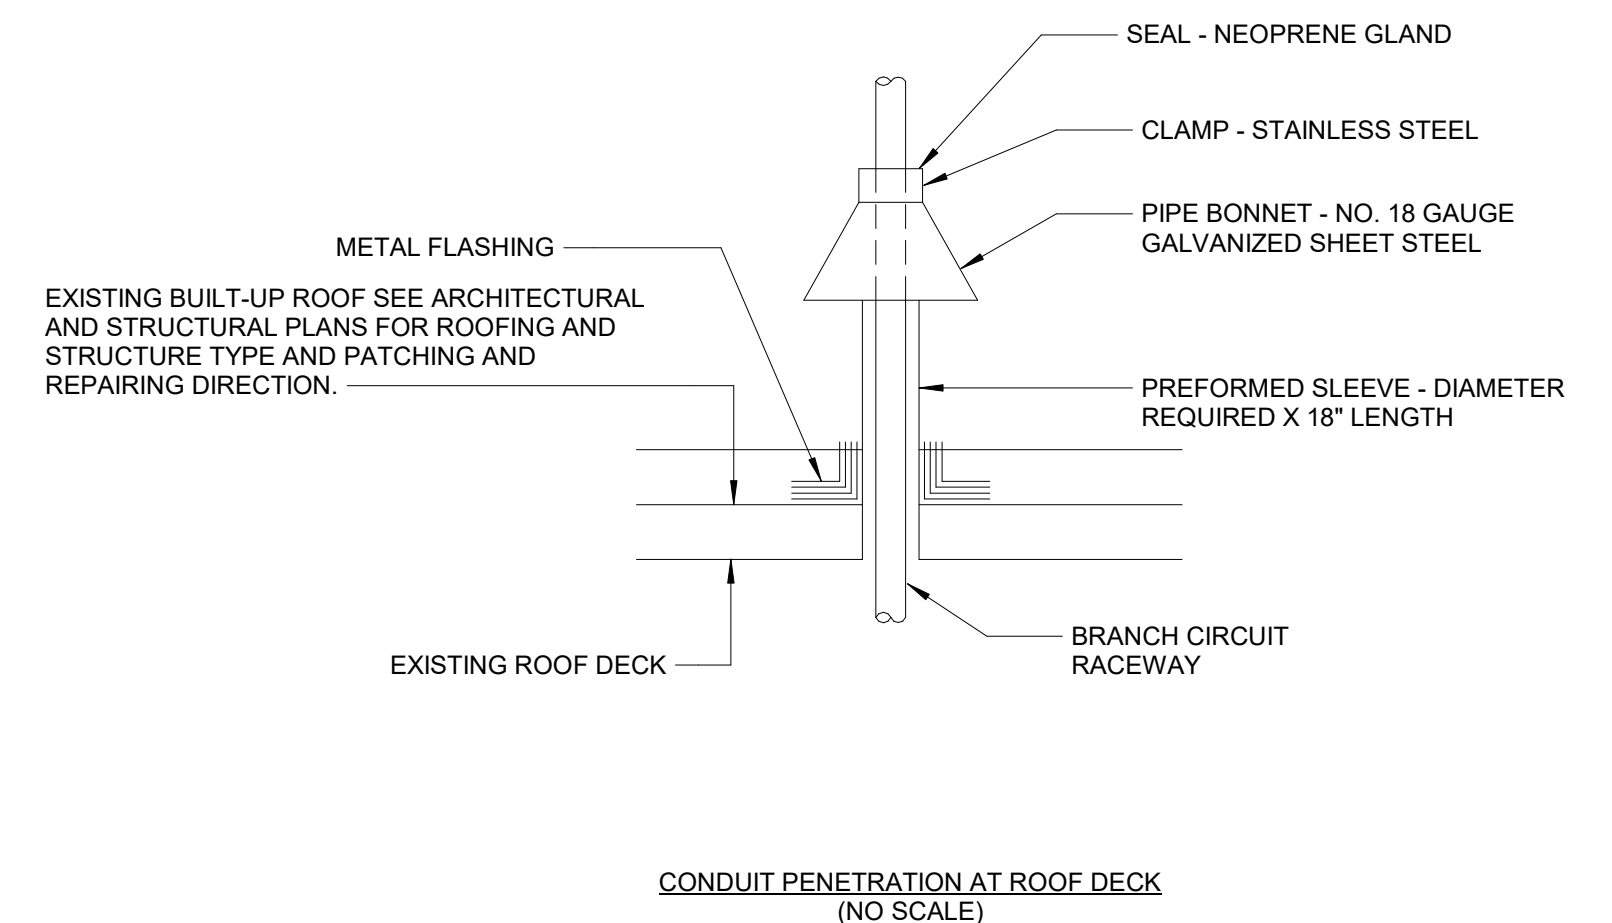 SEAL - NEOPRENE GLAND
CLAMP - STAINLESS STEEL
PIPE BONNET - NO. 18 GAUGE
GALVANIZED SHEET STEEL
METAL FLASHING
EXISTING BUILT-UP ROOF SEE ARCHITECTURAL
AND STRUCTURAL PLANS FOR ROOFING AND
STRUCTURE TYPE AND PATCHING AND
REPAIRING DIRECTION.
PREFORMED SLEEVE - DIAMETER
REQUIRED X 18" LENGTH
BRANCH CIRCUIT
RACEWAY
EXISTING ROOF DECK
CONDUIT PENETRATION AT ROOF DECK
(NO SCALE)